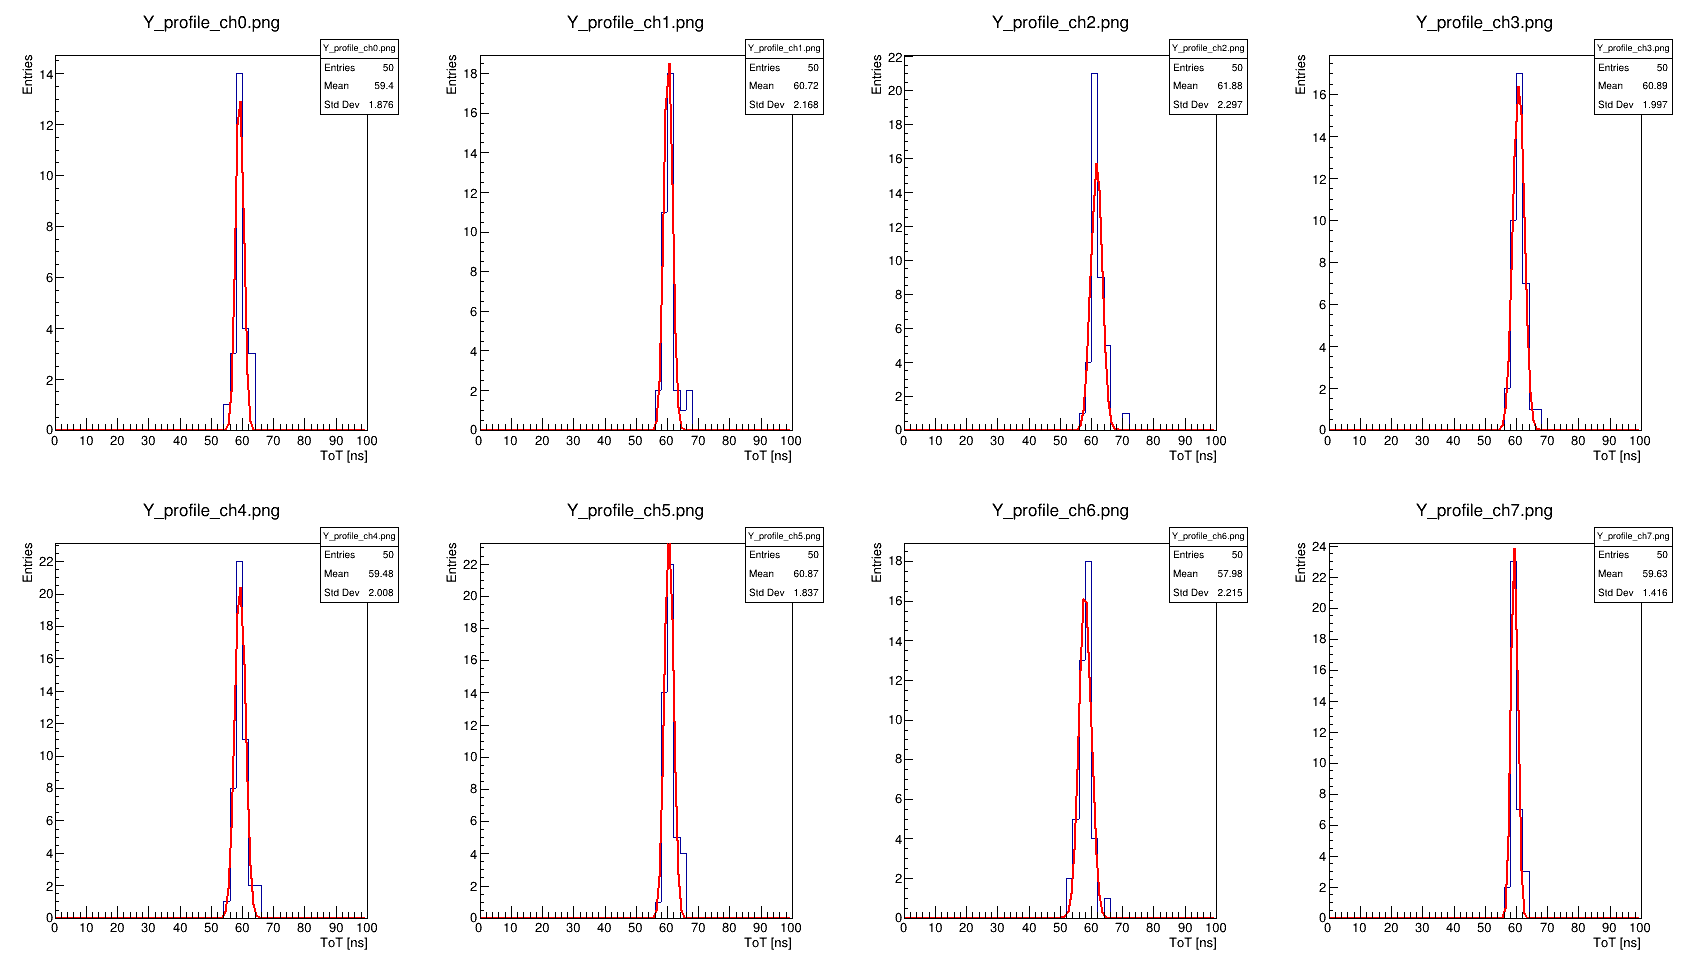 Y_profile_ch0.png
Y_profile_ch1.png
Y_profile_ch2.png
Y_profile_ch3.png
Entries
14
12
10
8
6
4
2
0
0 10 20 30 40 50 60 70 80 90 100
ToT [ns]
Y_profile_ch0.png
Entries 50
Mean 59.4
Std Dev 1.876
Entries
18
16
14
12
10
8
6
4
2
0
0 10 20 30 40 50 60 70 80 90 100
ToT [ns]
Y_profile_ch1.png
Entries 50
Mean 60.72
Std Dev 2.168
Entries
22
20
18
16
14
12
10
8
6
4
2
0
0 10 20 30 40 50 60 70 80 90 100
ToT [ns]
Y_profile_ch2.png
Entries 50
Mean 61.88
Std Dev 2.297
Entries
16
14
12
10
8
6
4
2
0
0 10 20 30 40 50 60 70 80 90 100
ToT [ns]
Y_profile_ch3.png
Entries 50
Mean 60.89
Std Dev 1.997
Y_profile_ch4.png
Y_profile_ch5.png
Y_profile_ch6.png
Y_profile_ch7.png
Entries
22
20
18
16
14
12
10
8
6
4
2
0
0 10 20 30 40 50 60 70 80 90 100
ToT [ns]
Y_profile_ch4.png
Entries 50
Mean 59.48
Std Dev 2.008
Entries
22
20
18
16
14
12
10
8
6
4
2
0
0 10 20 30 40 50 60 70 80 90 100
ToT [ns]
Y_profile_ch5.png
Entries 50
Mean 60.87
Std Dev 1.837
Entries
18
16
14
12
10
8
6
4
2
0
0 10 20 30 40 50 60 70 80 90 100
ToT [ns]
Y_profile_ch6.png
Entries 50
Mean 57.98
Std Dev 2.215
Entries
24
22
20
18
16
14
12
10
8
6
4
2
0
0 10 20 30 40 50 60 70 80 90 100
ToT [ns]
Y_profile_ch7.png
Entries 50
Mean 59.63
Std Dev 1.416